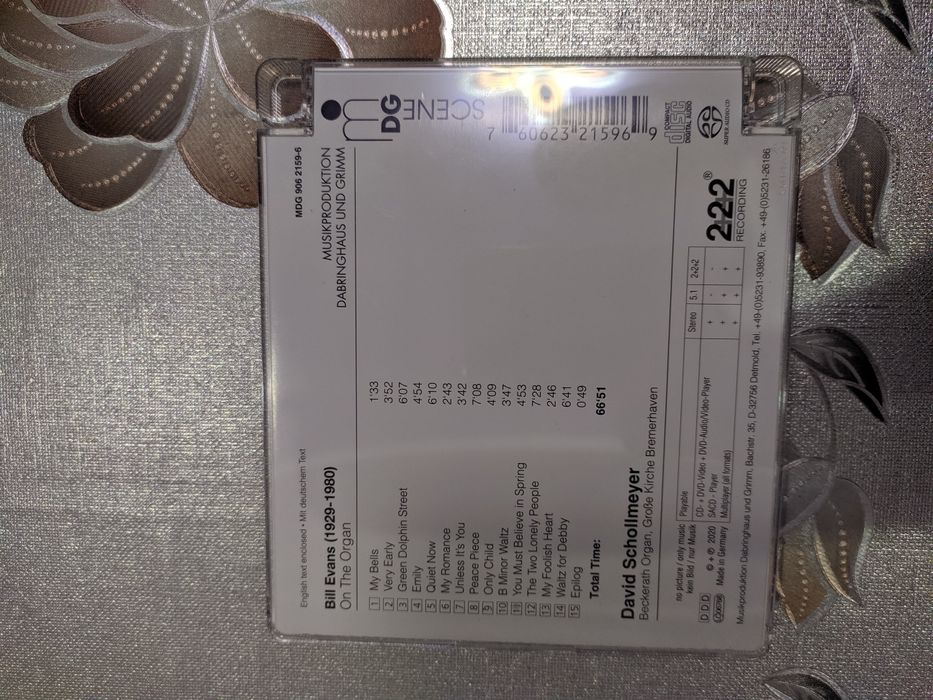 MDG 906 2159-6
MUSIKPRODUKTION
DABRINGHAUS UND GRIMM
MDG
SCENE
7 60623 21596 9
COMPACT
disc
DIGITAL AUDIO
SUPER AUDIO CD
English text enclosed • Mit deutschem Text
Bill Evans (1929-1980)
On The Organ
1 My Bells 1'33
2 Very Early 3'52
3 Green Dolphin Street 6'07
4 Emily 4'54
5 Quiet Now 6'10
6 My Romance 2'43
7 Unless It's You 3'42
8 Peace Piece 7'08
9 Only Child 4'09
10 B Minor Waltz 3'47
11 You Must Believe in Spring 4'53
12 The Two Lonely People 7'28
13 My Foolish Heart 2'46
14 Waltz for Debby 6'41
15 Epilog 0'49
Total Time: 66'51
David Schollmeyer
Beckerath Organ, Große Kirche Bremerhaven
no picture / only music
kein Bild / nur Musik
DDD
© + ℗ 2020
Made in Germany
Playable Stereo 5.1 2+2+2
CD- + DVD-Video + DVD-Audio/Video-Player + - -
SACD - Player + + +
Multiplayer (all formats) + + +
2+2+2®
RECORDING
Musikproduktion Dabringhaus und Grimm, Bachstr. 35, D-32756 Detmold, Tel. +49-(0)5231-93890, Fax. +49-(0)5231-26186